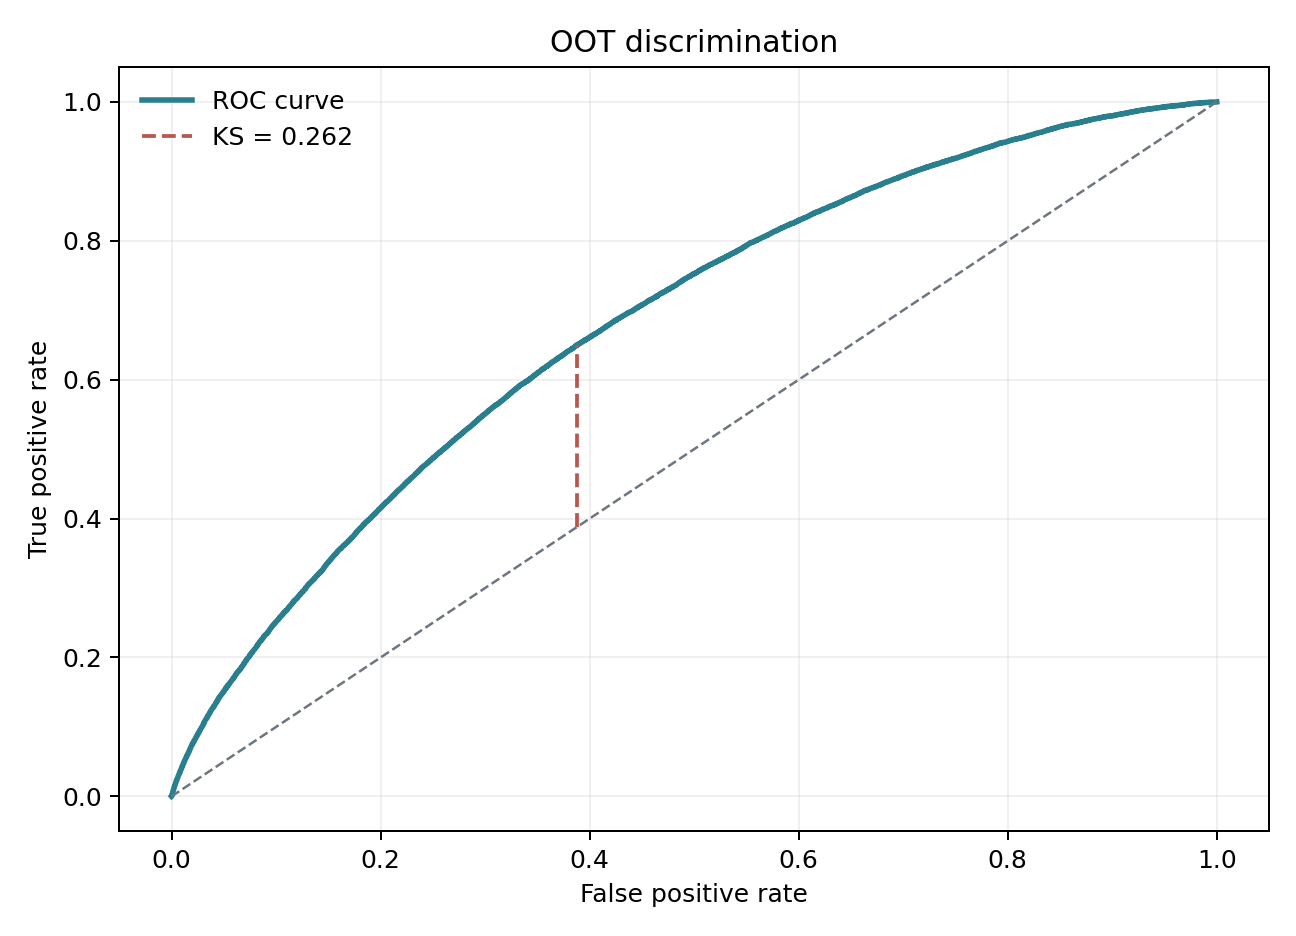 OOT discrimination
ROC curve
KS = 0.262
True positive rate
1.0
0.8
0.6
0.4
0.2
0.0
0.0 0.2 0.4 0.6 0.8 1.0
False positive rate